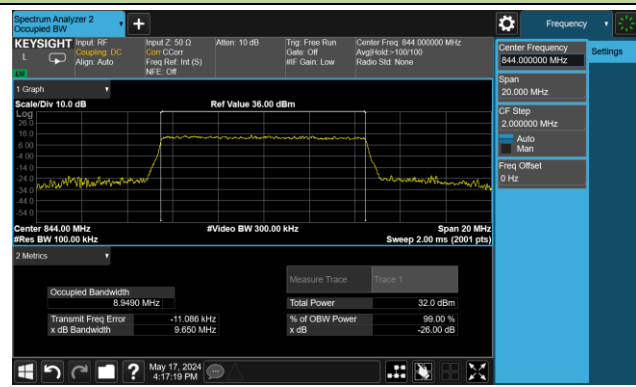 Spectrum Analyzer 2
Occupied BW
Frequency
KEYSIGHT
L
LXI
Input: RF
Coupling: DC
Align: Auto
Input Z: 50 Ω
Corr CCorr
Freq Ref: Int (S)
NFE: Off
Atten: 10 dB
Trig: Free Run
Gate: Off
#IF Gain: Low
Center Freq: 844.000000 MHz
Avg|Hold:>100/100
Radio Std: None
Center Frequency
844.000000 MHz
Settings
Span
20.000 MHz
CF Step
2.000000 MHz
Auto
Man
Freq Offset
0 Hz
1 Graph
Scale/Div 10.0 dB
Ref Value 36.00 dBm
Log
26.0
16.0
6.00
-4.00
-14.0
-24.0
-34.0
-44.0
-54.0
Center 844.00 MHz
#Video BW 300.00 kHz
Span 20 MHz
#Res BW 100.00 kHz
Sweep 2.00 ms (2001 pts)
2 Metrics
Measure Trace
Trace 1
Occupied Bandwidth
8.9490 MHz
Total Power
32.0 dBm
Transmit Freq Error
-11.086 kHz
% of OBW Power
99.00 %
x dB Bandwidth
9.650 MHz
x dB
-26.00 dB
?
May 17, 2024
4:17:19 PM